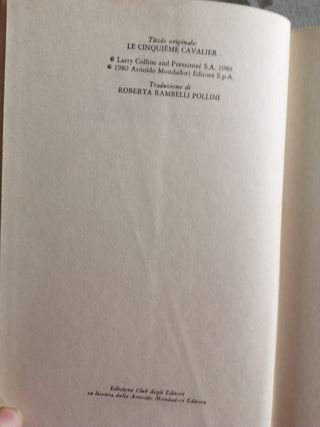 Titolo originale:
LE CINQUIÈME CAVALIER
© Larry Collins and Pressinter S.A. 1980
© 1980 Arnoldo Mondadori Editore S.p.A.
Traduzione di
ROBERTA RAMBELLI POLLINI
Edizione Club degli Editori
su licenza della Arnoldo Mondadori Editore